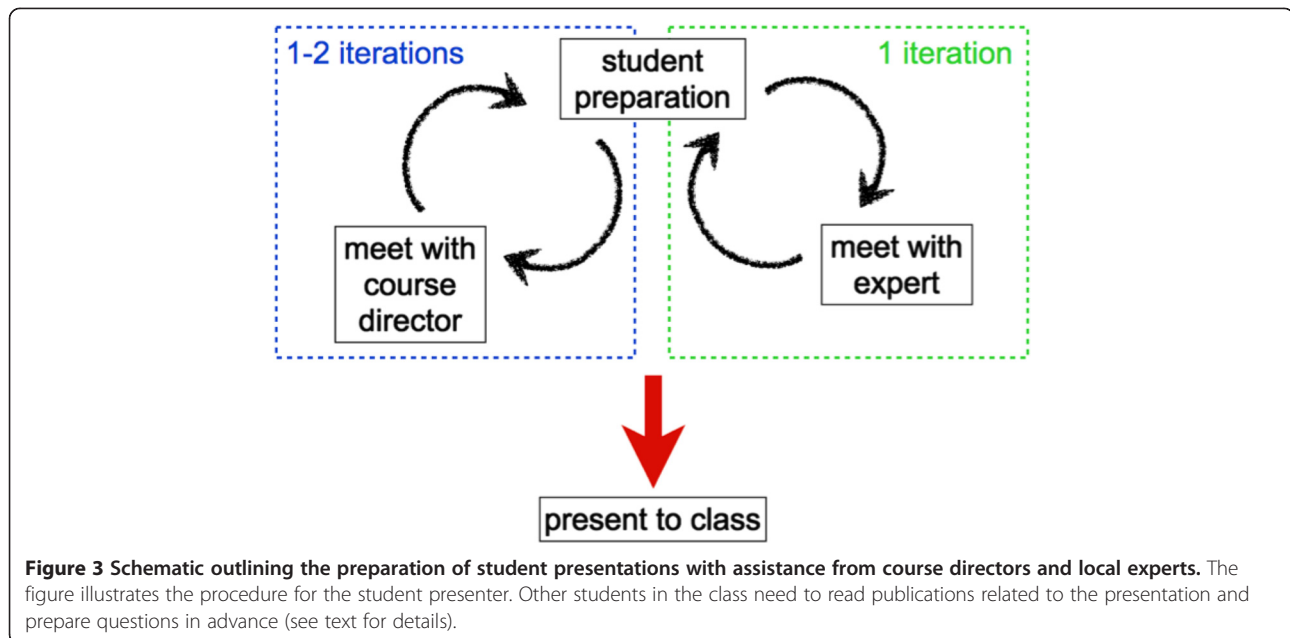 1-2 iterations
student
preparation
1 iteration
meet with
course
director
meet with
expert
present to class
Figure 3 Schematic outlining the preparation of student presentations with assistance from course directors and local experts. The
figure illustrates the procedure for the student presenter. Other students in the class need to read publications related to the presentation and
prepare questions in advance (see text for details).